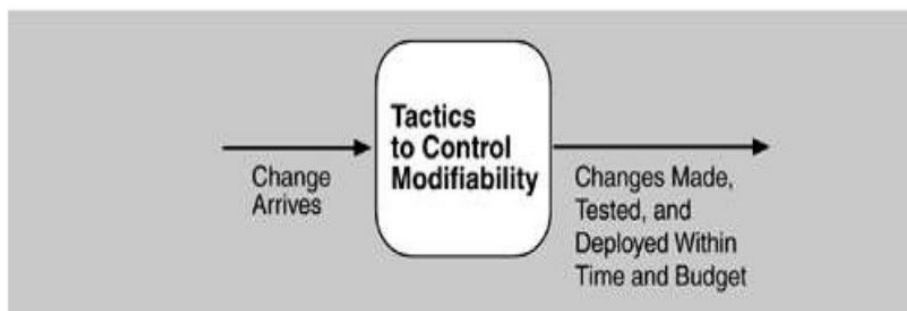 Change
Arrives
Tactics
to Control
Modifiability
Changes Made,
Tested, and
Deployed Within
Time and Budget